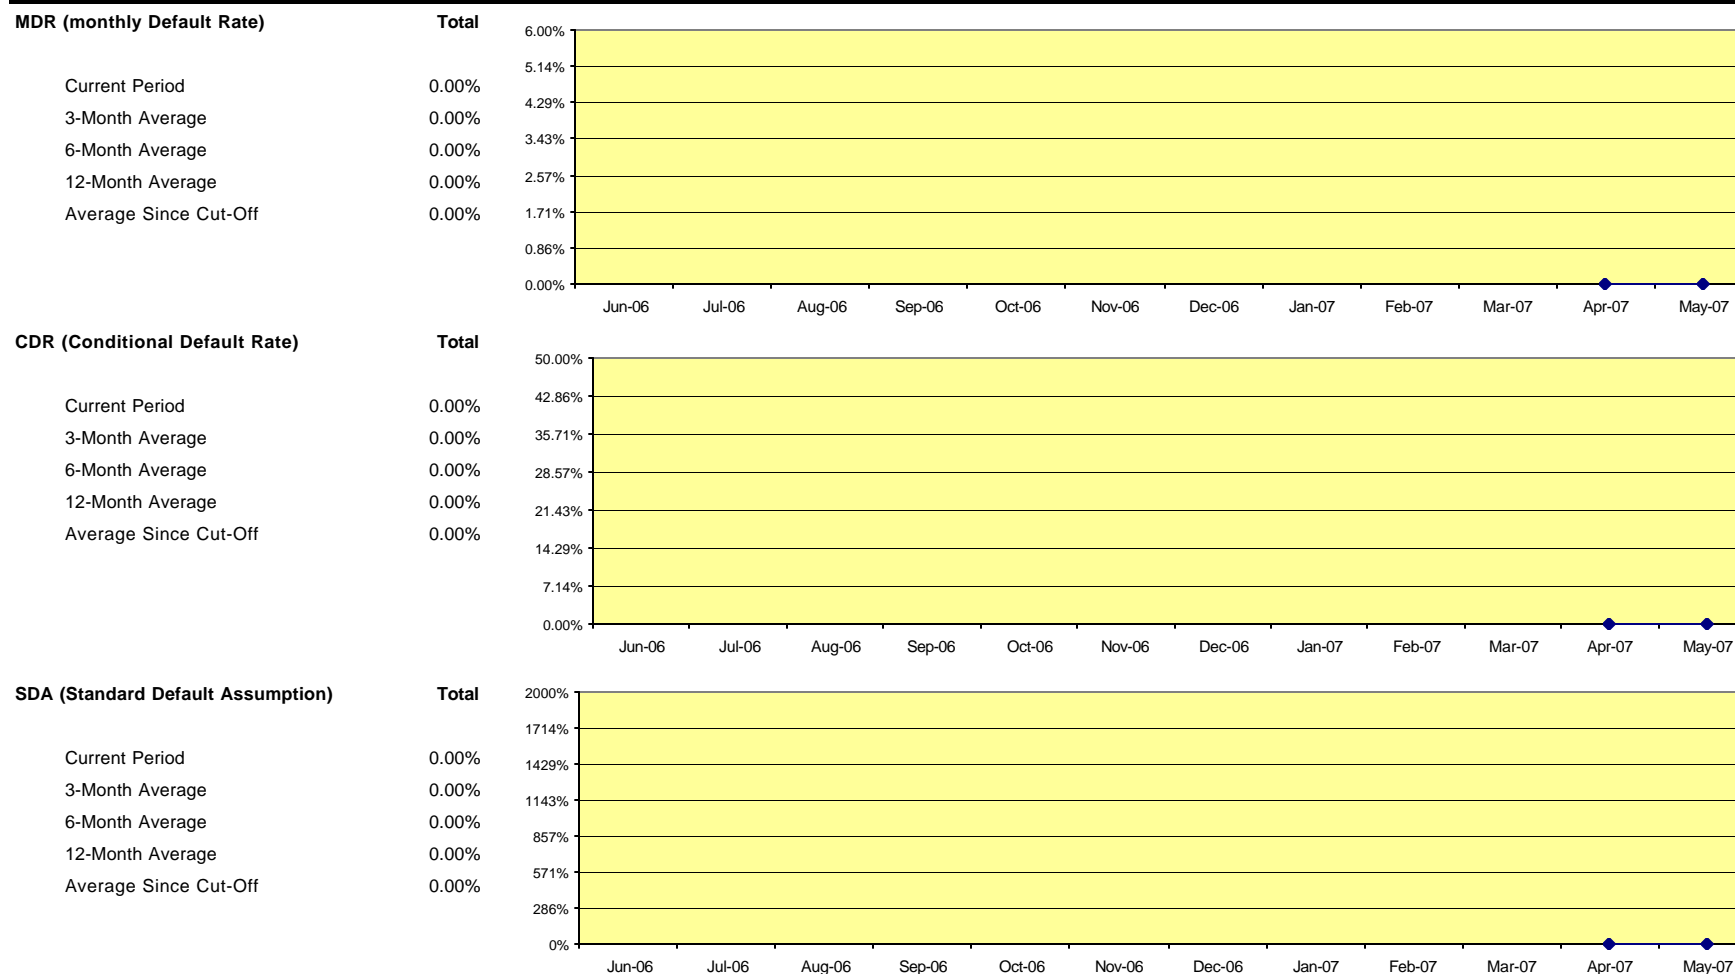 MDR (monthly Default Rate) Total
Current Period 0.00%
3-Month Average 0.00%
6-Month Average 0.00%
12-Month Average 0.00%
Average Since Cut-Off 0.00%
6.00%
5.14%
4.29%
3.43%
2.57%
1.71%
0.86%
0.00%
Jun-06 Jul-06 Aug-06 Sep-06 Oct-06 Nov-06 Dec-06 Jan-07 Feb-07 Mar-07 Apr-07 May-07
CDR (Conditional Default Rate) Total
Current Period 0.00%
3-Month Average 0.00%
6-Month Average 0.00%
12-Month Average 0.00%
Average Since Cut-Off 0.00%
50.00%
42.86%
35.71%
28.57%
21.43%
14.29%
7.14%
0.00%
Jun-06 Jul-06 Aug-06 Sep-06 Oct-06 Nov-06 Dec-06 Jan-07 Feb-07 Mar-07 Apr-07 May-07
SDA (Standard Default Assumption) Total
Current Period 0.00%
3-Month Average 0.00%
6-Month Average 0.00%
12-Month Average 0.00%
Average Since Cut-Off 0.00%
2000%
1714%
1429%
1143%
857%
571%
286%
0%
Jun-06 Jul-06 Aug-06 Sep-06 Oct-06 Nov-06 Dec-06 Jan-07 Feb-07 Mar-07 Apr-07 May-07